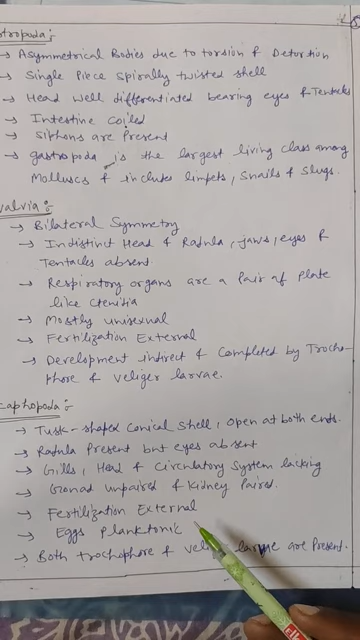 tropoda:-
→ Asymmetrical Bodies due to torsion & Detortion
→ Single Piece spirally twisted shell
→ Head well differentiated bearing eyes & Tentacles
→ Intestine coiled
→ Siphons are Present
→ gastropoda is the largest living class among
Molluscs & includes limpets, Snails & Slugs.
valvia:-
→ Bilateral Symmetry
→ Indistinct Head & Radula, jaws, eyes &
Tentacles absent
→ Respiratory organs are a Pair of Plate
like Ctenidia
→ Mostly unisexual
→ Fertilization External
→ Development indirect & Completed by Trocho-
phore & veliger larvae.
caphopoda:-
→ Tusk-shaped Conical Shell, Open at both ends.
→ Radula Present but eyes absent
→ Gills, Head & Circulatory System lacking
→ Gonad unpaired & Kidney Paired.
→ Fertilization External
→ Eggs Planktonic
→ Both trochophore & larvae are Present.